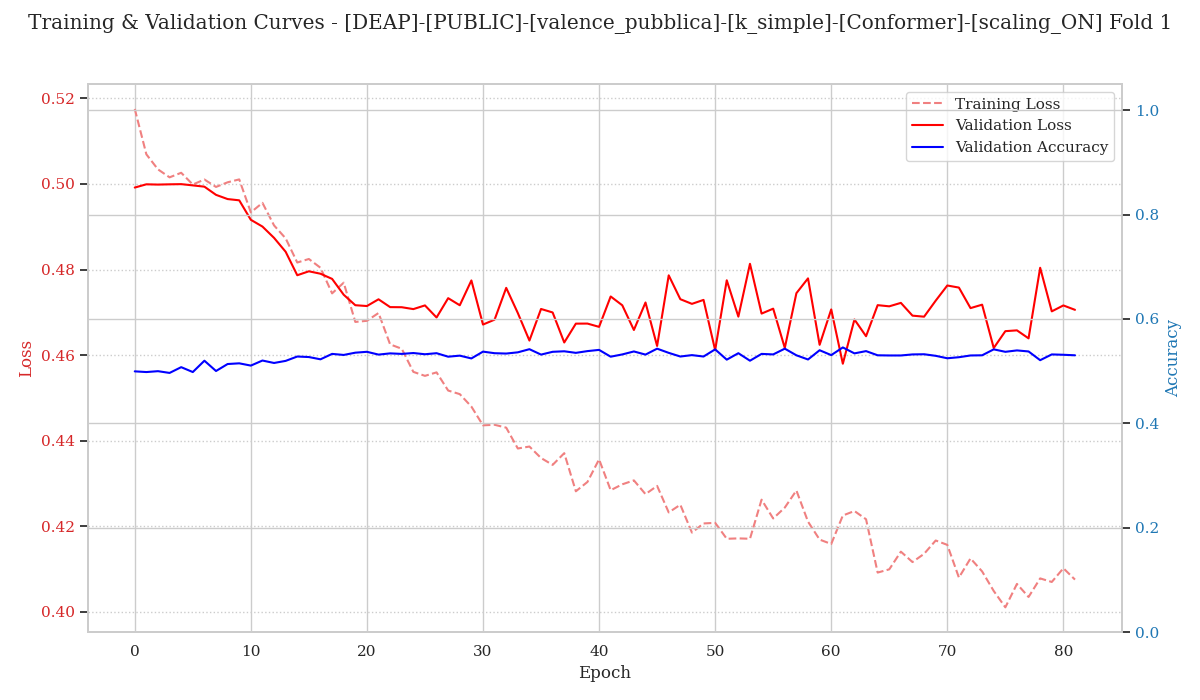 Training & Validation Curves - [DEAP]-[PUBLIC]-[valence_pubblica]-[k_simple]-[Conformer]-[scaling_ON] Fold 1
Training Loss
Validation Loss
Validation Accuracy
0.52
0.50
0.48
0.46
0.44
0.42
0.40
Loss
1.0
0.8
0.6
0.4
0.2
0.0
Accuracy
0 10 20 30 40 50 60 70 80
Epoch